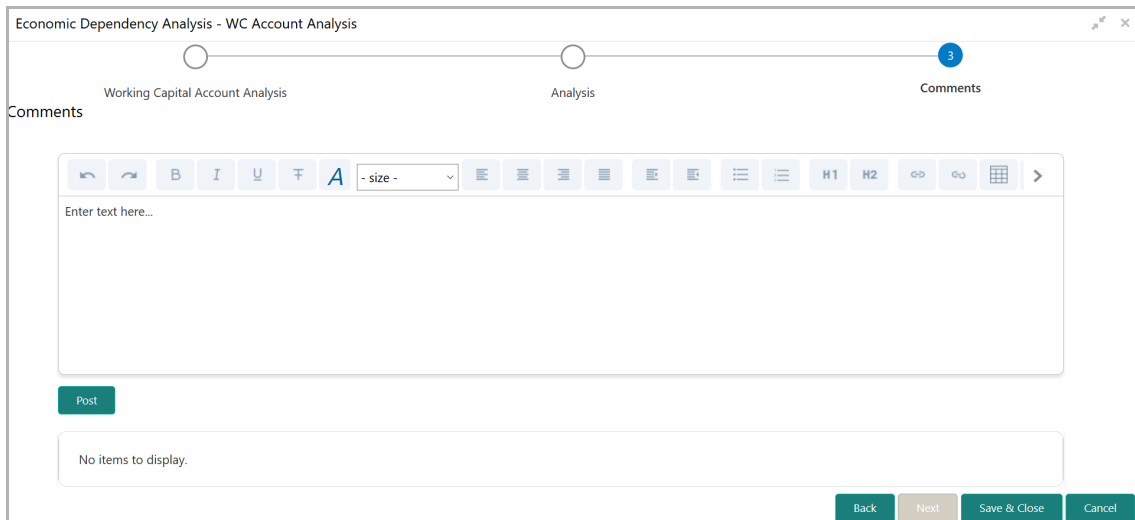 Economic Dependency Analysis - WC Account Analysis
3
Working Capital Account Analysis Analysis Comments
Comments
B I U T A - size - H1 H2
Enter text here...
Post
No items to display.
Back Next Save & Close Cancel